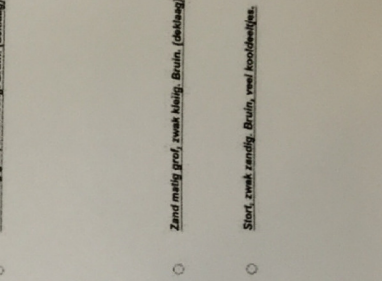 Zand matig grof, zwak kleiig. Bruin. (deklaag)
Stort, zwak zandig. Bruin, veel kooldeeltjes.